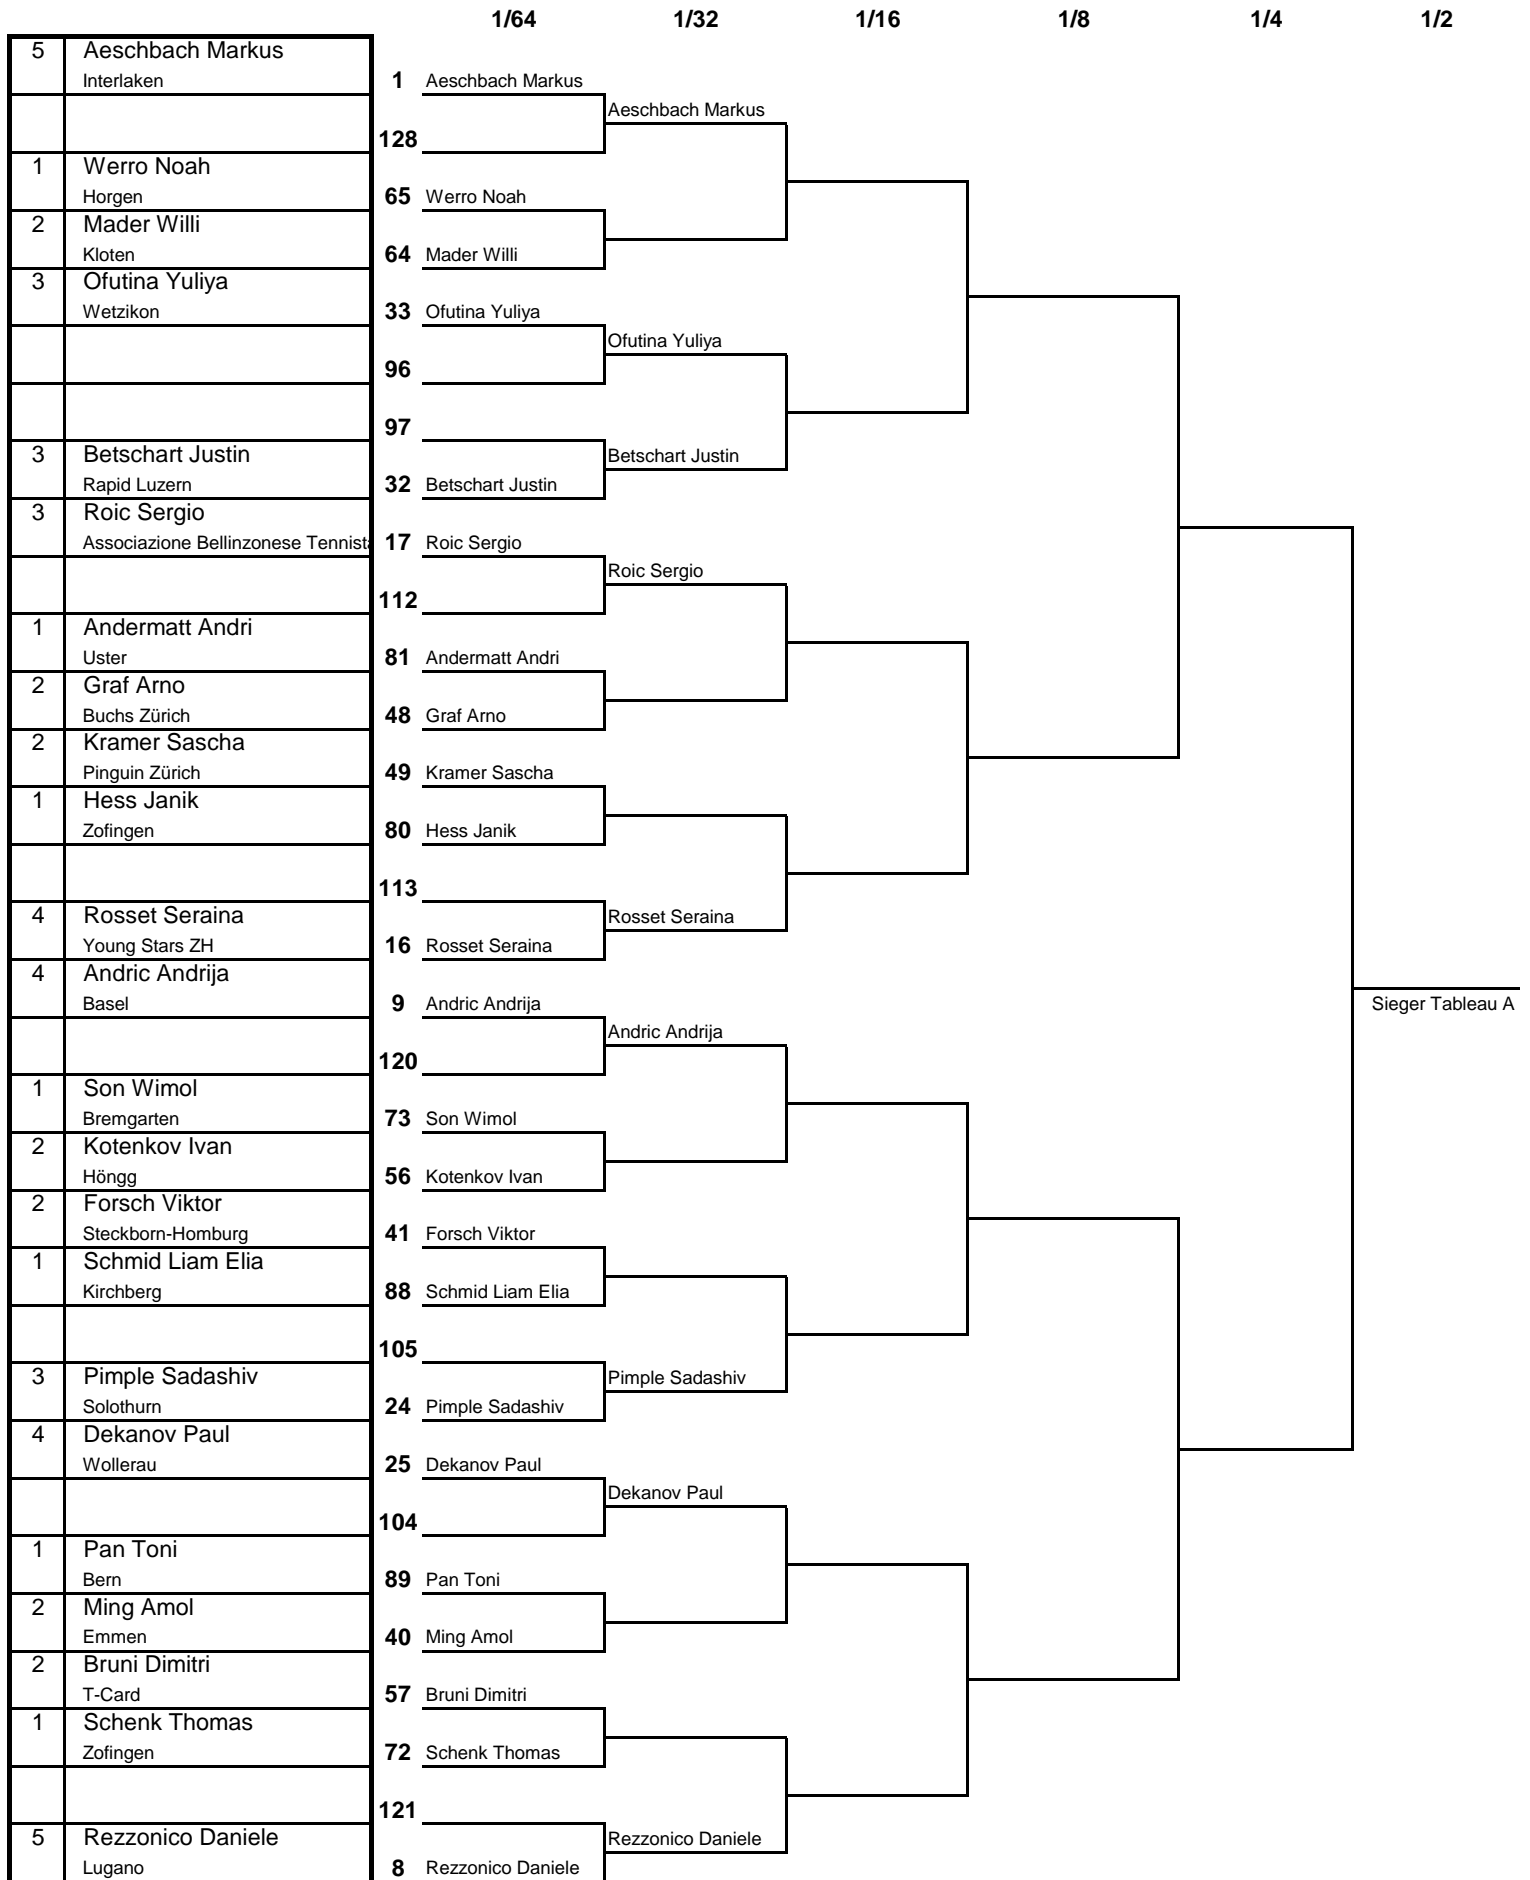 1/64 1/32 1/16 1/8 1/4 1/2
5 Aeschbach Markus
Interlaken 1 Aeschbach Markus
Aeschbach Markus
128
1 Werro Noah
Horgen 65 Werro Noah
2 Mader Willi
Kloten 64 Mader Willi
3 Ofutina Yuliya
Wetzikon 33 Ofutina Yuliya
Ofutina Yuliya
96
97
3 Betschart Justin Betschart Justin
Rapid Luzern 32 Betschart Justin
3 Roic Sergio
Associazione Bellinzonese Tennist 17 Roic Sergio
Roic Sergio
112
1 Andermatt Andri
Uster 81 Andermatt Andri
2 Graf Arno
Buchs Zürich 48 Graf Arno
2 Kramer Sascha
Pinguin Zürich 49 Kramer Sascha
1 Hess Janik
Zofingen 80 Hess Janik
113
4 Rosset Seraina Rosset Seraina
Young Stars ZH 16 Rosset Seraina
4 Andric Andrija
Basel 9 Andric Andrija Sieger Tableau A
Andric Andrija
120
1 Son Wimol
Bremgarten 73 Son Wimol
2 Kotenkov Ivan
Höngg 56 Kotenkov Ivan
2 Forsch Viktor
Steckborn-Homburg 41 Forsch Viktor
1 Schmid Liam Elia
Kirchberg 88 Schmid Liam Elia
105
3 Pimple Sadashiv Pimple Sadashiv
Solothurn 24 Pimple Sadashiv
4 Dekanov Paul
Wollerau 25 Dekanov Paul
Dekanov Paul
104
1 Pan Toni
Bern 89 Pan Toni
2 Ming Amol
Emmen 40 Ming Amol
2 Bruni Dimitri
T-Card 57 Bruni Dimitri
1 Schenk Thomas
Zofingen 72 Schenk Thomas
121
5 Rezzonico Daniele Rezzonico Daniele
Lugano 8 Rezzonico Daniele